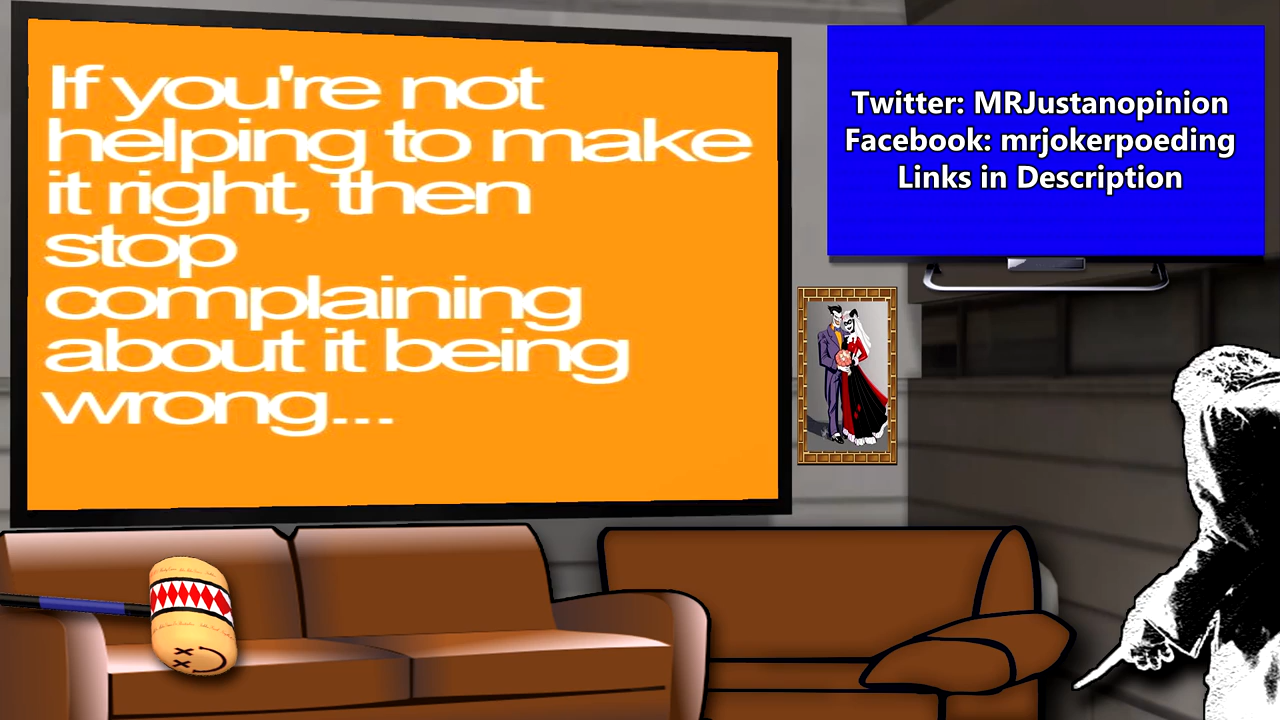 If you're not
helping to make
it right, then
stop
complaining
about it being
wrong...
Twitter: MRJustanopinion
Facebook: mrjokerpoeding
Links in Description